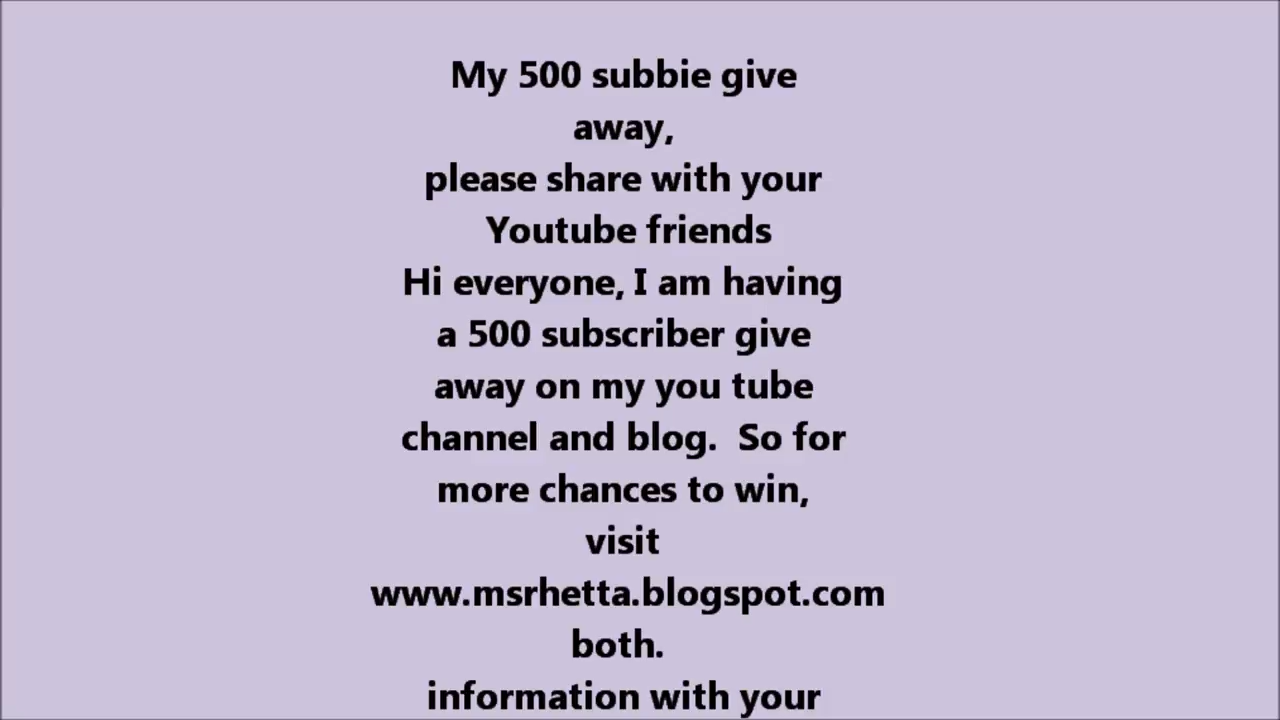 My 500 subbie give
away,
please share with your
Youtube friends
Hi everyone, I am having
a 500 subscriber give
away on my you tube
channel and blog.  So for
more chances to win,
visit
www.msrhetta.blogspot.com
both.
information with your